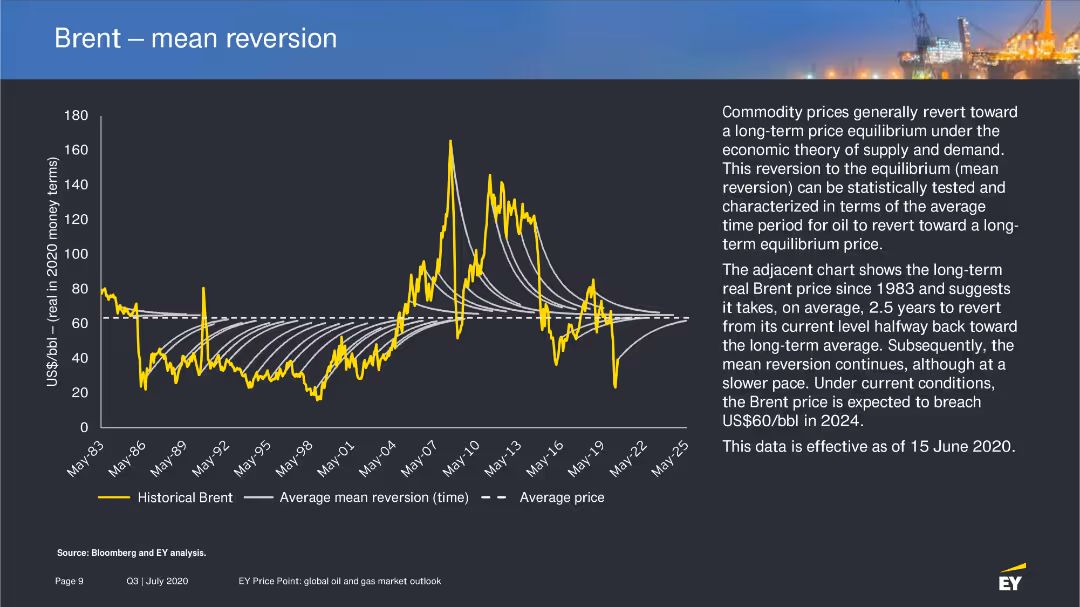 Brent – mean reversion
180
160
140
120
100
80
60
40
20
0
US$/bbl – (real in 2020 money terms)
May-83
May-86
May-89
May-92
May-95
May-98
May-01
May-04
May-07
May-10
May-13
May-16
May-19
May-22
May-25
Historical Brent
Average mean reversion (time)
Average price
Commodity prices generally revert toward
a long-term price equilibrium under the
economic theory of supply and demand.
This reversion to the equilibrium (mean
reversion) can be statistically tested and
characterized in terms of the average
time period for oil to revert toward a long-
term equilibrium price.
The adjacent chart shows the long-term
real Brent price since 1983 and suggests
it takes, on average, 2.5 years to revert
from its current level halfway back toward
the long-term average. Subsequently, the
mean reversion continues, although at a
slower pace. Under current conditions,
the Brent price is expected to breach
US$60/bbl in 2024.
This data is effective as of 15 June 2020.
Source: Bloomberg and EY analysis.
Page 9
Q3 | July 2020
EY Price Point: global oil and gas market outlook
EY